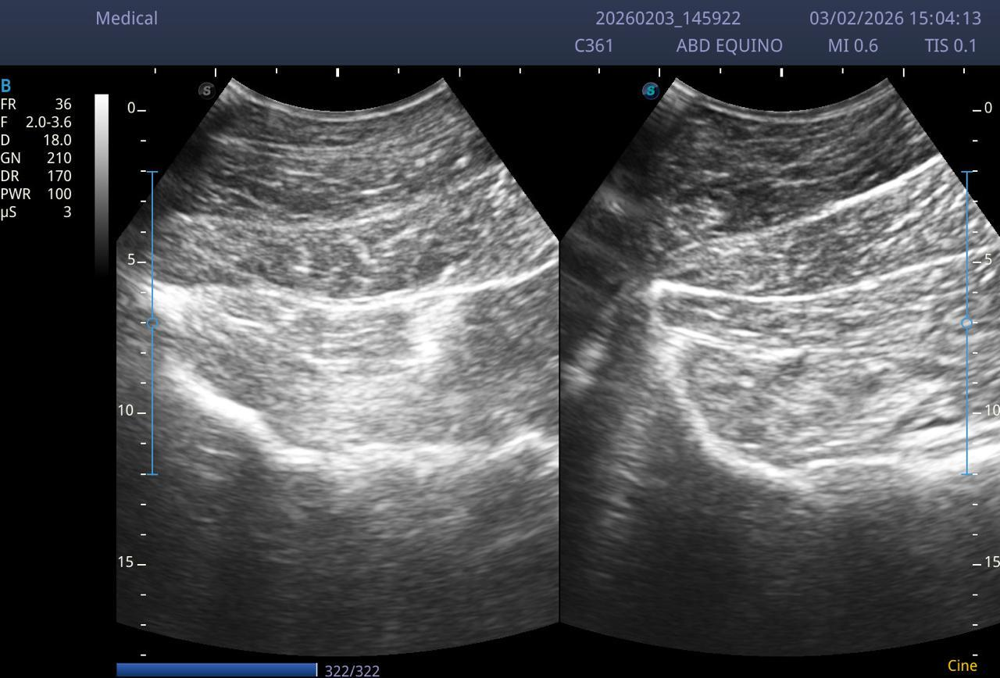 Medical 20260203_145922 03/02/2026 15:04:13
C361 ABD EQUINO MI 0.6 TIS 0.1
B
FR 36
F 2.0-3.6
D 18.0
GN 210
DR 170
PWR 100
µS 3
S S
0 0
5 5
10 10
15 15
322/322 Cine